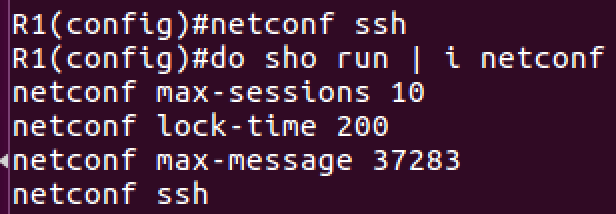 R1(config)#netconf ssh
R1(config)#do sho run | i netconf
netconf max-sessions 10
netconf lock-time 200
netconf max-message 37283
netconf ssh